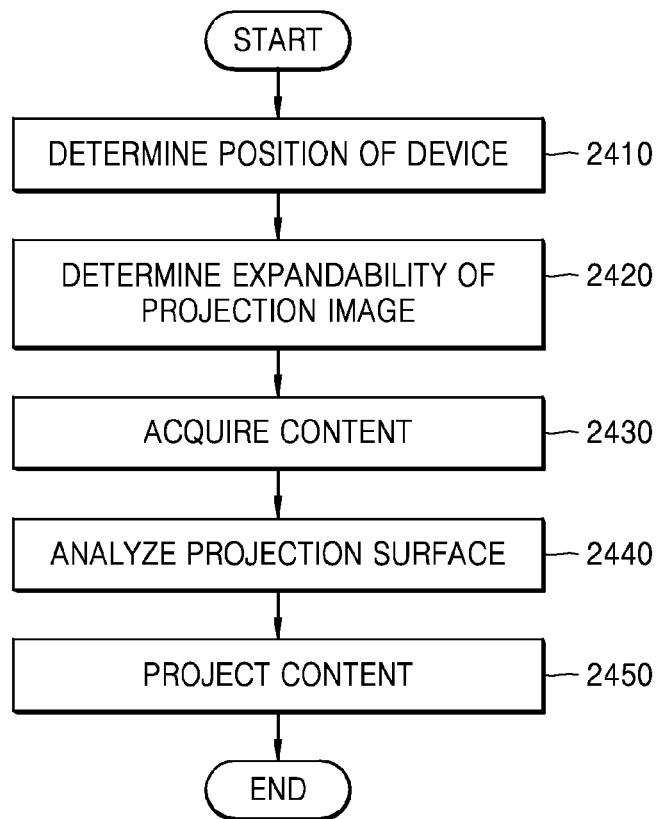 START
DETERMINE POSITION OF DEVICE
2410
DETERMINE EXPANDABILITY OF
PROJECTION IMAGE
2420
ACQUIRE CONTENT
2430
ANALYZE PROJECTION SURFACE
2440
PROJECT CONTENT
2450
END